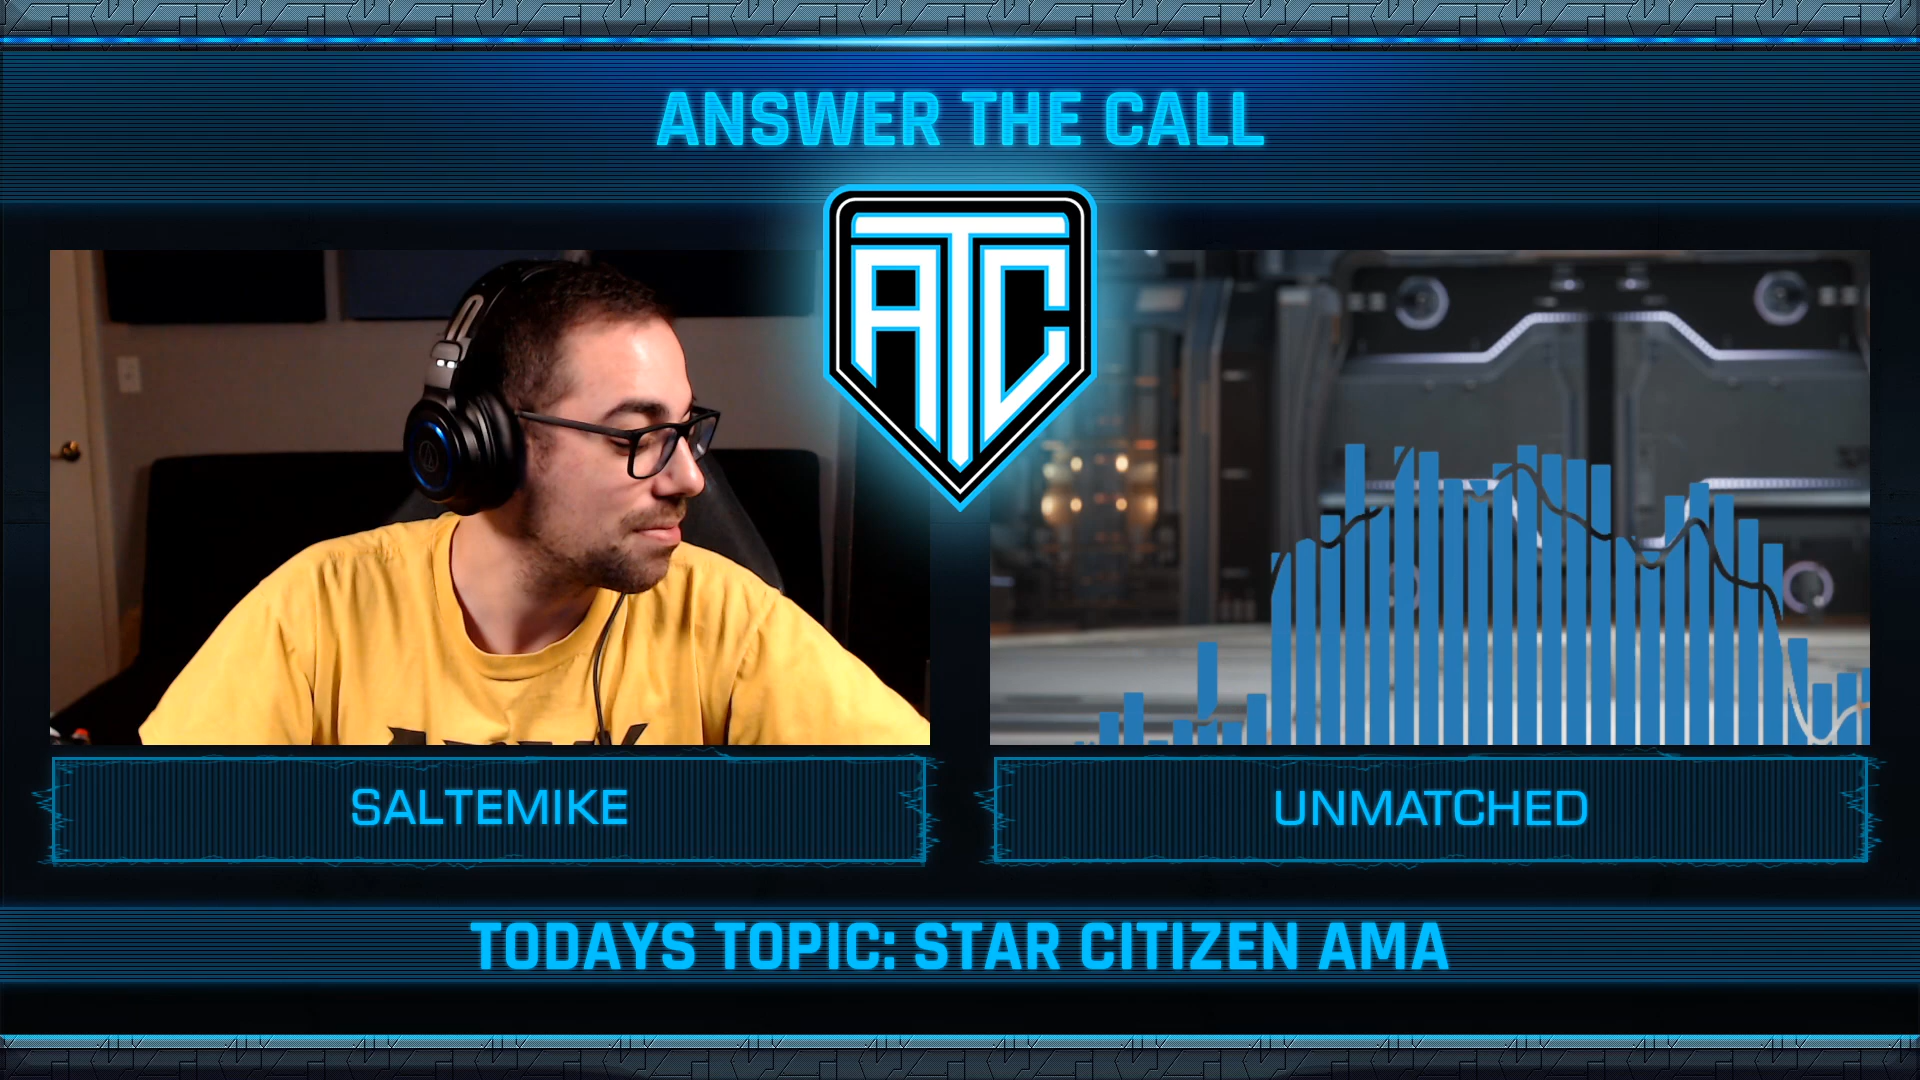 ANSWER THE CALL
ATC
SALTEMIKE
UNMATCHED
TODAYS TOPIC: STAR CITIZEN AMA